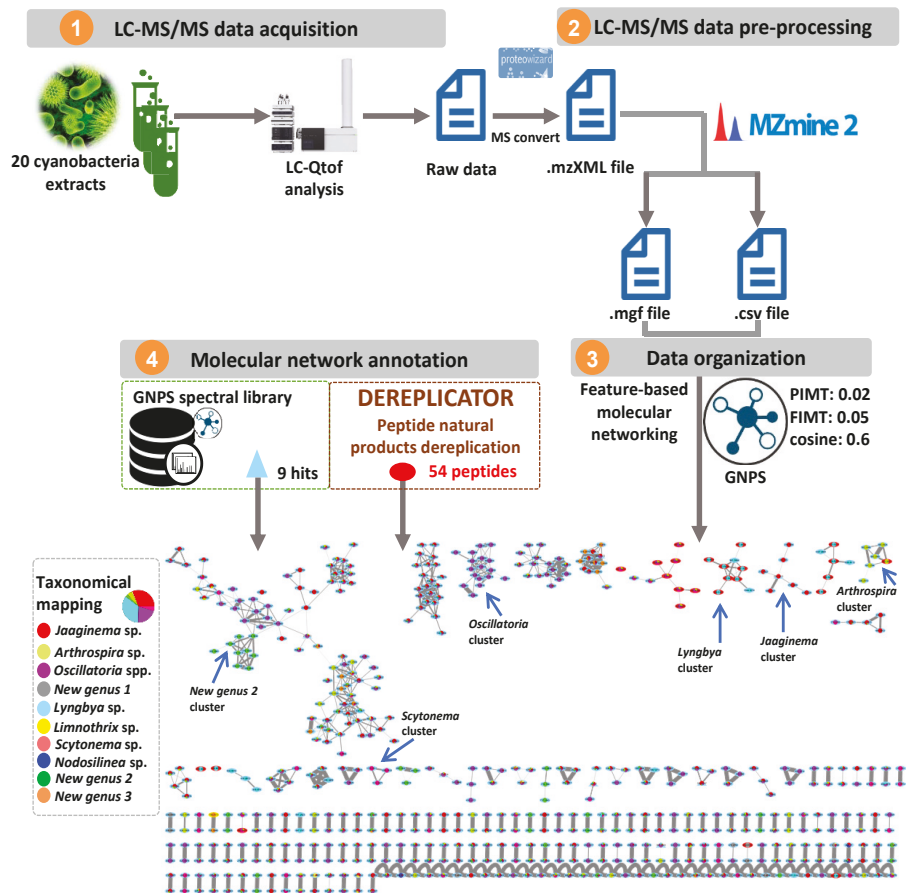 1 LC-MS/MS data acquisition
2 LC-MS/MS data pre-processing
proteowizard
20 cyanobacteria
extracts
LC-Qtof
analysis
Raw data
MS convert
.mzXML file
MZmine 2
.mgf file
.csv file
3 Data organization
Feature-based
molecular
networking
PIMT: 0.02
FIMT: 0.05
cosine: 0.6
GNPS
4 Molecular network annotation
GNPS spectral library
9 hits
DEREPLICATOR
Peptide natural
products dereplication
54 peptides
Taxonomical
mapping
Jaaginema sp.
Arthrospira sp.
Oscillatoria spp.
New genus 1
Lyngbya sp.
Limnothrix sp.
Scytonema sp.
Nodosilinea sp.
New genus 2
New genus 3
New genus 2
cluster
Oscillatoria
cluster
Scytonema
cluster
Lyngbya
cluster
Jaaginema
cluster
Arthrospira
cluster